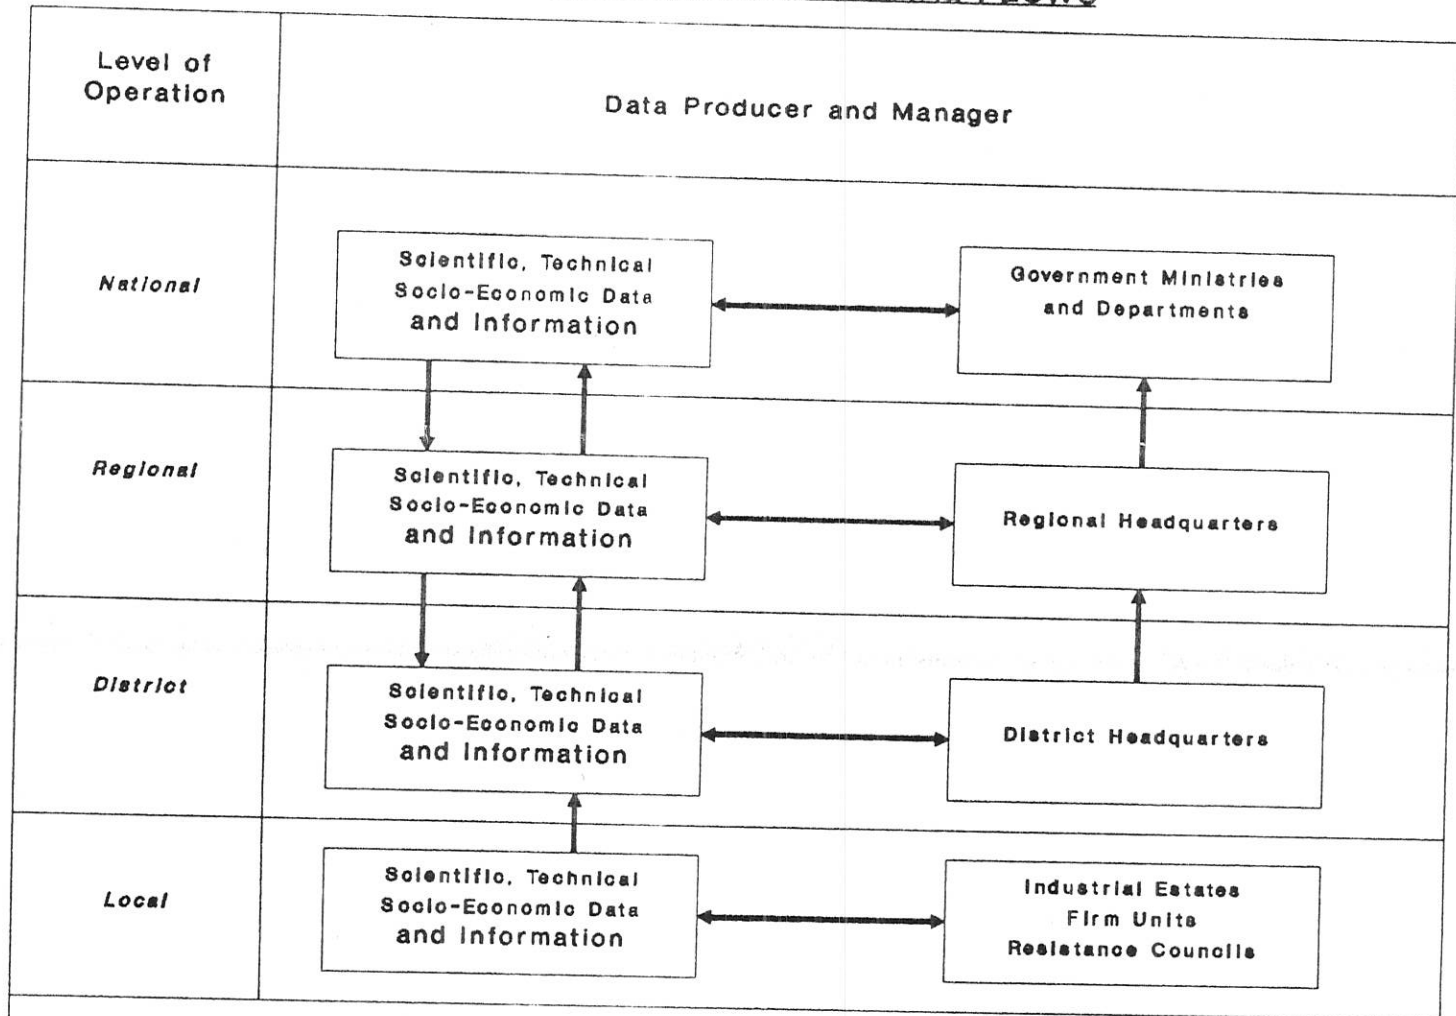 Level of
Operation
Data Producer and Manager
National
Scientific, Technical
Socio-Economic Data
and Information
Government Ministries
and Departments
Regional
Scientific, Technical
Socio-Economic Data
and Information
Regional Headquarters
District
Scientific, Technical
Socio-Economic Data
and Information
District Headquarters
Local
Scientific, Technical
Socio-Economic Data
and Information
Industrial Estates
Firm Units
Resistance Councils